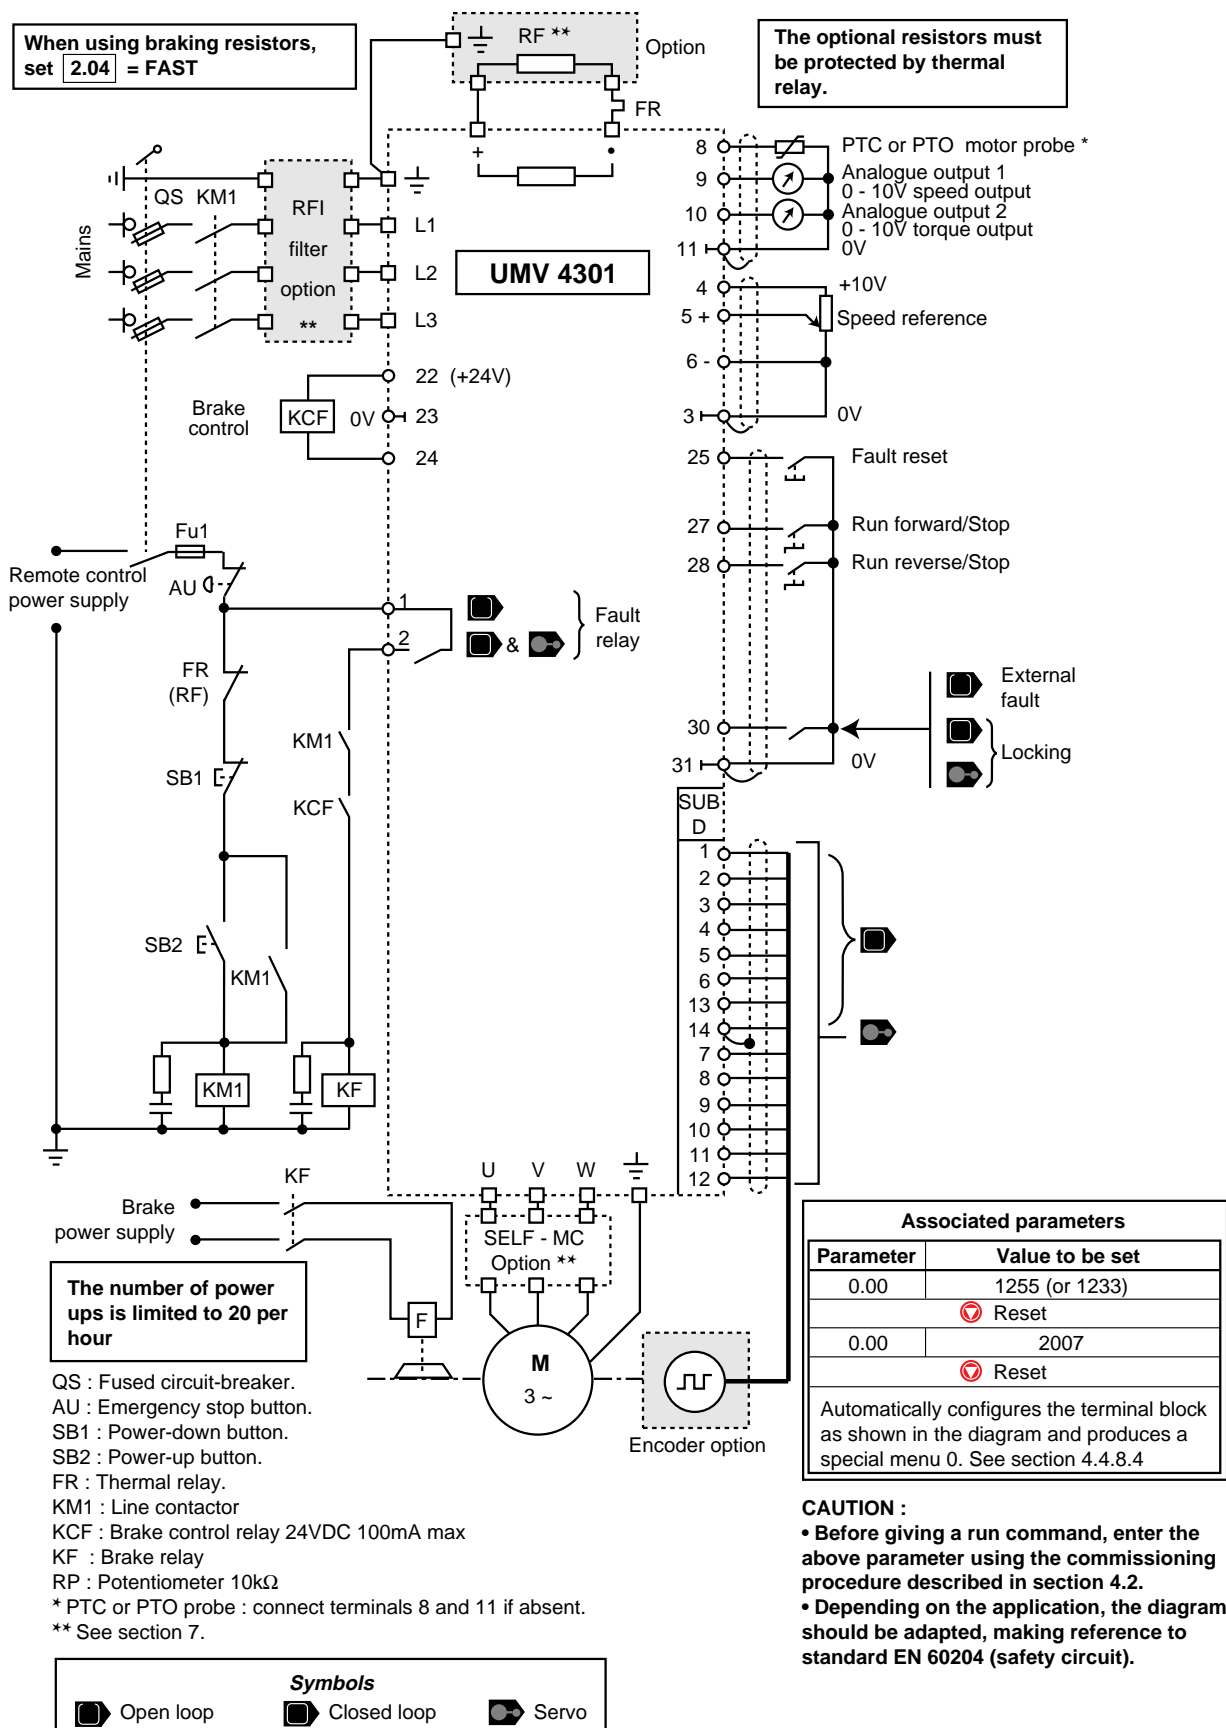 When using braking resistors,
set 2.04 = FAST
RF **
Option
FR
The optional resistors must
be protected by thermal
relay.
+
8
PTC or PTO motor probe *
9
Analogue output 1
0 - 10V speed output
10
Analogue output 2
0 - 10V torque output
11
0V
QS KM1
Mains
RFI
filter
option
**
L1
L2
L3
UMV 4301
4
+10V
5 +
Speed reference
6 -
3
0V
Brake
control
KCF
22 (+24V)
0V
23
24
25
Fault reset
27
Run forward/Stop
28
Run reverse/Stop
Fu1
Remote control
power supply
AU
1
2
&
Fault
relay
FR
(RF)
KM1
SB1
KCF
SB2
KM1
KM1
KF
30
31
0V
External
fault
Locking
SUB
D
1
2
3
4
5
6
13
14
7
8
9
10
11
12
KF
Brake
power supply
U V W
SELF - MC
Option **
F
M
3 ~
Encoder option
The number of power
ups is limited to 20 per
hour
Associated parameters
Parameter Value to be set
0.00 1255 (or 1233)
Reset
0.00 2007
Reset
Automatically configures the terminal block
as shown in the diagram and produces a
special menu 0. See section 4.4.8.4
QS : Fused circuit-breaker.
AU : Emergency stop button.
SB1 : Power-down button.
SB2 : Power-up button.
FR : Thermal relay.
KM1 : Line contactor
KCF : Brake control relay 24VDC 100mA max
KF : Brake relay
RP : Potentiometer 10kΩ
* PTC or PTO probe : connect terminals 8 and 11 if absent.
** See section 7.
CAUTION :
• Before giving a run command, enter the
above parameter using the commissioning
procedure described in section 4.2.
• Depending on the application, the diagram
should be adapted, making reference to
standard EN 60204 (safety circuit).
Symbols
Open loop
Closed loop
Servo